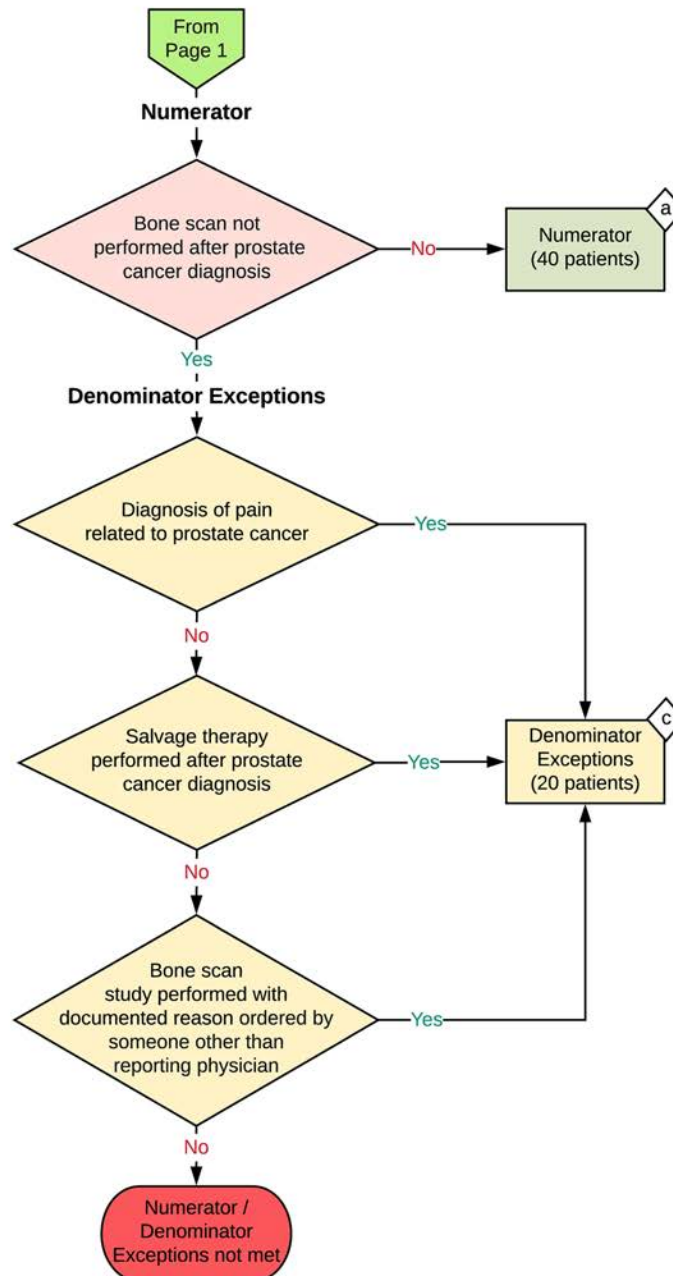 From
Page 1
Numerator
Bone scan not
performed after prostate
cancer diagnosis
No
a
Numerator
(40 patients)
Yes
Denominator Exceptions
Diagnosis of pain
related to prostate cancer
Yes
No
Salvage therapy
performed after prostate
cancer diagnosis
Yes
c
Denominator
Exceptions
(20 patients)
No
Bone scan
study performed with
documented reason ordered by
someone other than
reporting physician
Yes
No
Numerator /
Denominator
Exceptions not met